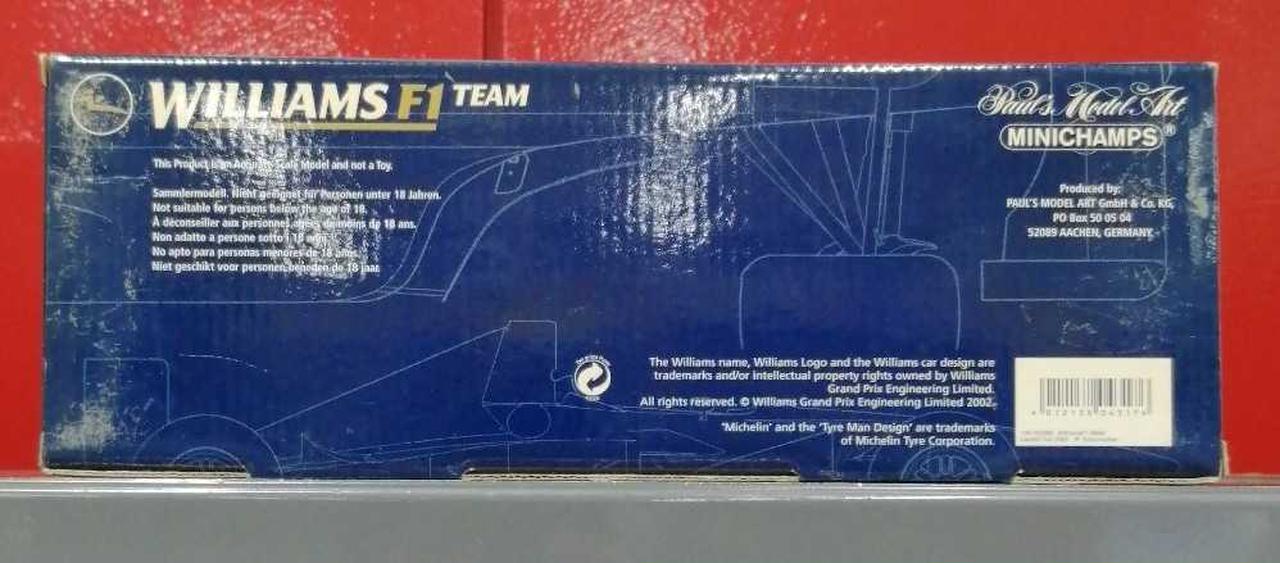 WILLIAMS F1 TEAM
This Product is an Accurate Scale Model and not a Toy.
Sammlermodell. Nicht geeignet für Personen unter 18 Jahren.
Not suitable for persons below the age of 18.
À déconseiller aux personnes agées de moins de 18 ans.
Non adatto a persone sotto i 18 anni.
No apto para personas menores de 18 años.
Niet geschikt voor personen beneden de 18 jaar.
Paul's Model Art
MINICHAMPS®
Produced by:
PAUL'S MODEL ART GmbH & Co. KG,
PO Box 50 05 04
52089 AACHEN, GERMANY
The Williams name, Williams Logo and the Williams car design are
trademarks and/or intellectual property rights owned by Williams
Grand Prix Engineering Limited.
All rights reserved. © Williams Grand Prix Engineering Limited 2002.
'Michelin' and the 'Tyre Man Design' are trademarks
of Michelin Tyre Corporation.